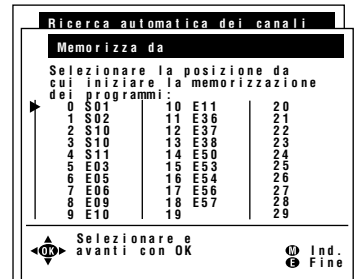 Ricerca automatica dei canali
Memorizza da
Selezionare la posizione da
cui iniziare la memorizzazione
dei programmi:
0 S01 10 E11 20
1 S02 11 E36 21
2 S10 12 E37 22
3 S10 13 E38 23
4 S11 14 E50 24
5 E03 15 E53 25
6 E05 16 E54 26
7 E06 17 E56 27
8 E09 18 E57 28
9 E10 19 29
Selezionare e
OK avanti con OK
M Ind.
E Fine